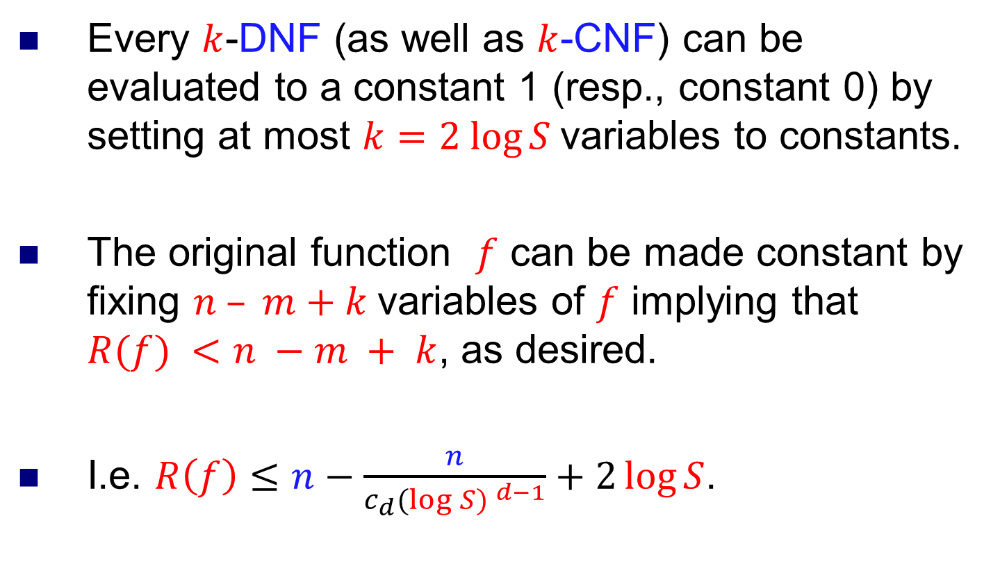 Every k-DNF (as well as k-CNF) can be
evaluated to a constant 1 (resp., constant 0) by
setting at most k = 2 log S variables to constants.
The original function f can be made constant by
fixing n – m + k variables of f implying that
R(f) < n − m + k, as desired.
I.e. R(f) ≤ n − n / c_d(log S)^{d−1} + 2 log S.